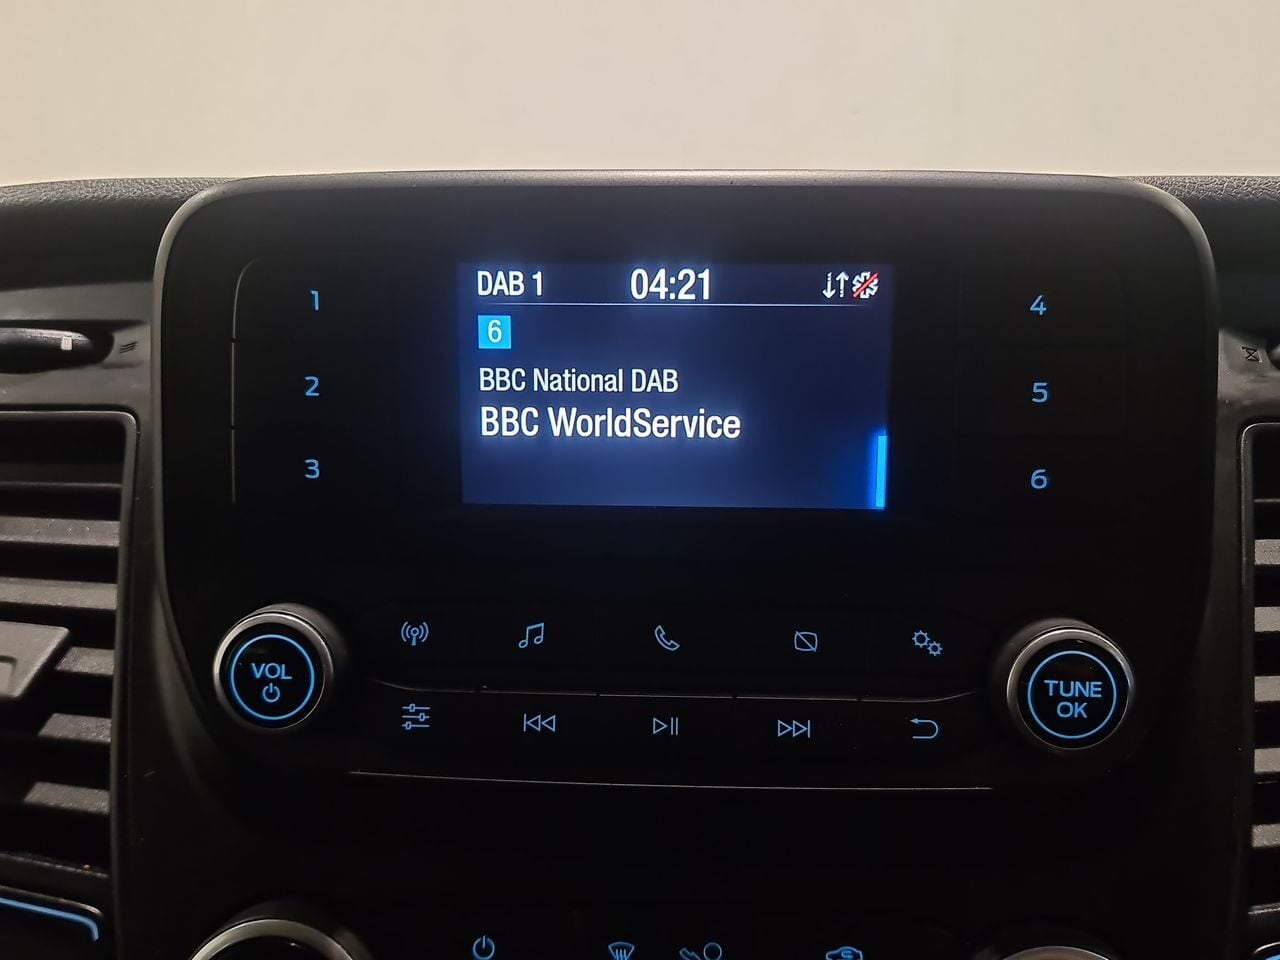 DAB 1 04:21
6
BBC National DAB
BBC WorldService
1
2
3
4
5
6
VOL
TUNE
OK